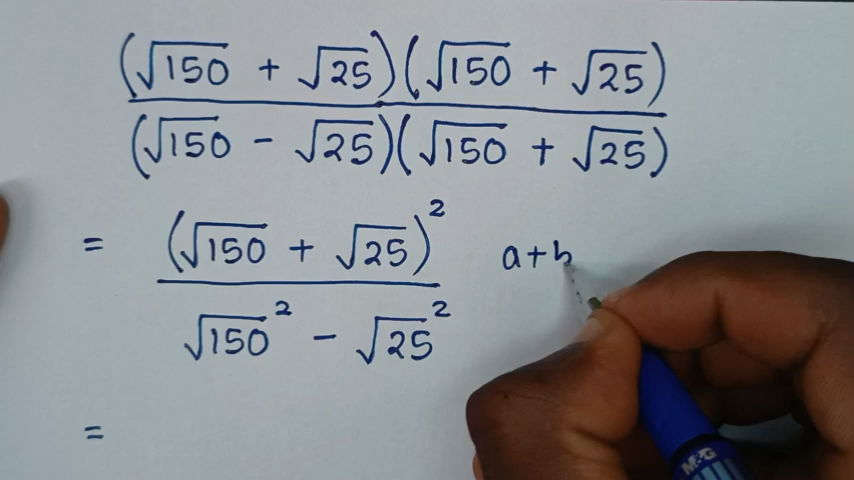 (√150 + √25)(√150 + √25)
(√150 - √25)(√150 + √25)
= (√150 + √25)² a+b
√150² - √25²
=
M&G